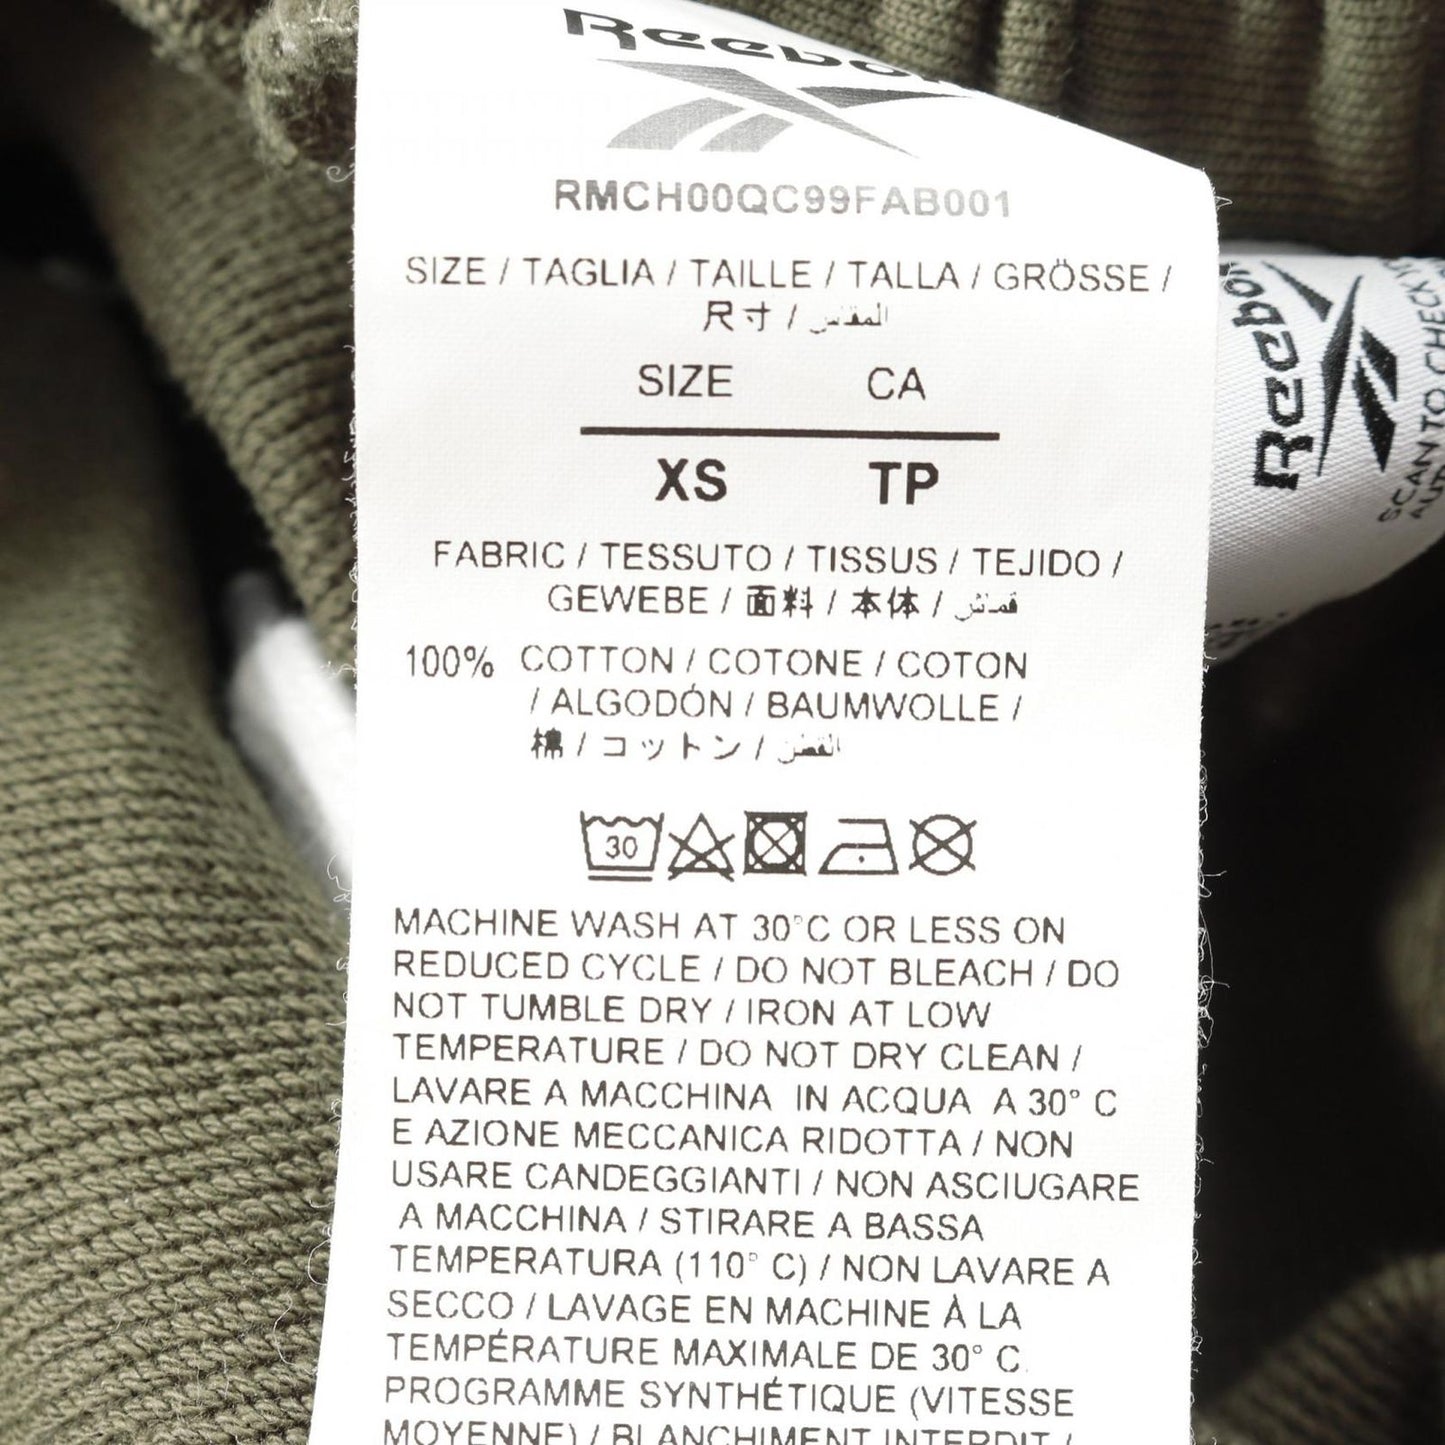 Reebok
RMCH00QC99FAB001
SIZE / TAGLIA / TAILLE / TALLA / GRÖSSE /
尺寸 / المقاس
SIZE CA
XS TP
FABRIC / TESSUTO / TISSUS / TEJIDO /
GEWEBE / 面料 / 本体 / قماش
100% COTTON / COTONE / COTON
/ ALGODÓN / BAUMWOLLE /
棉 / コットン / القطن
30
MACHINE WASH AT 30°C OR LESS ON
REDUCED CYCLE / DO NOT BLEACH / DO
NOT TUMBLE DRY / IRON AT LOW
TEMPERATURE / DO NOT DRY CLEAN /
LAVARE A MACCHINA IN ACQUA A 30° C
E AZIONE MECCANICA RIDOTTA / NON
USARE CANDEGGIANTI / NON ASCIUGARE
A MACCHINA / STIRARE A BASSA
TEMPERATURA (110° C) / NON LAVARE A
SECCO / LAVAGE EN MACHINE À LA
TEMPÉRATURE MAXIMALE DE 30° C.
PROGRAMME SYNTHÉTIQUE (VITESSE
MOYENNE) / BLANCHIMENT INTERDIT /
Reebok
SCAN TO CHECK